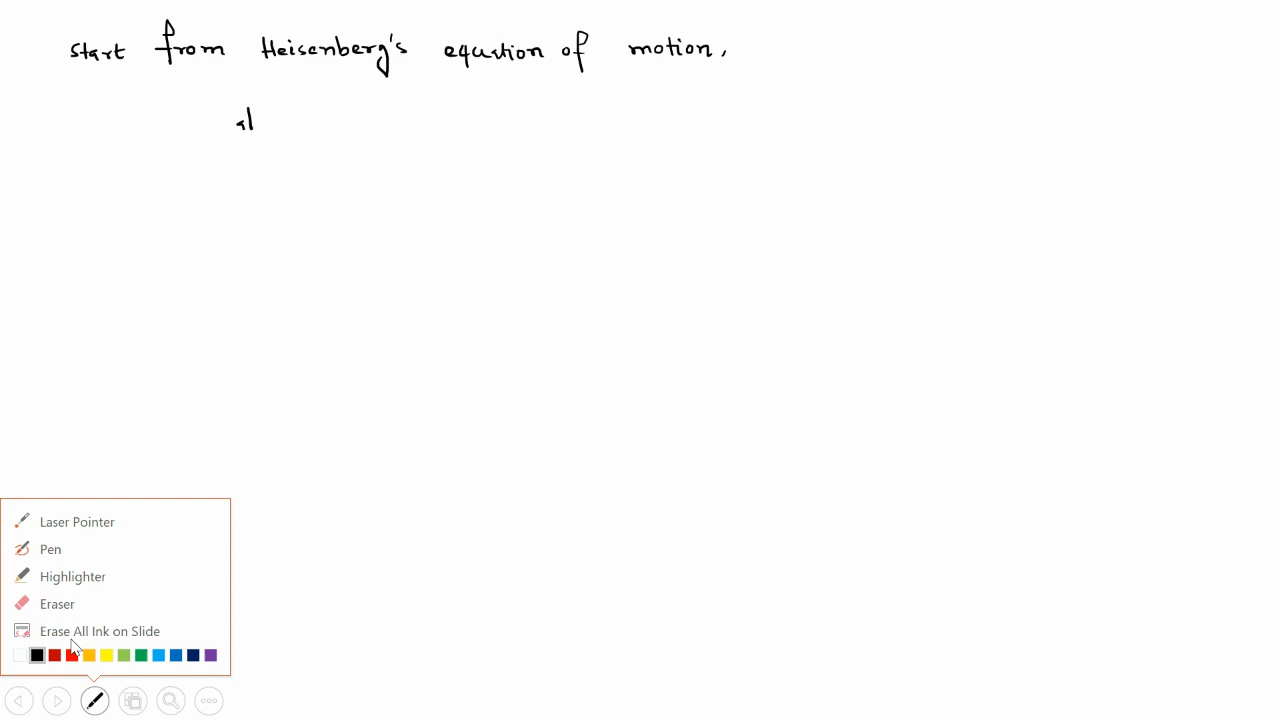 start from Heisenberg's equation of motion,
d
Laser Pointer
Pen
Highlighter
Eraser
Erase All Ink on Slide